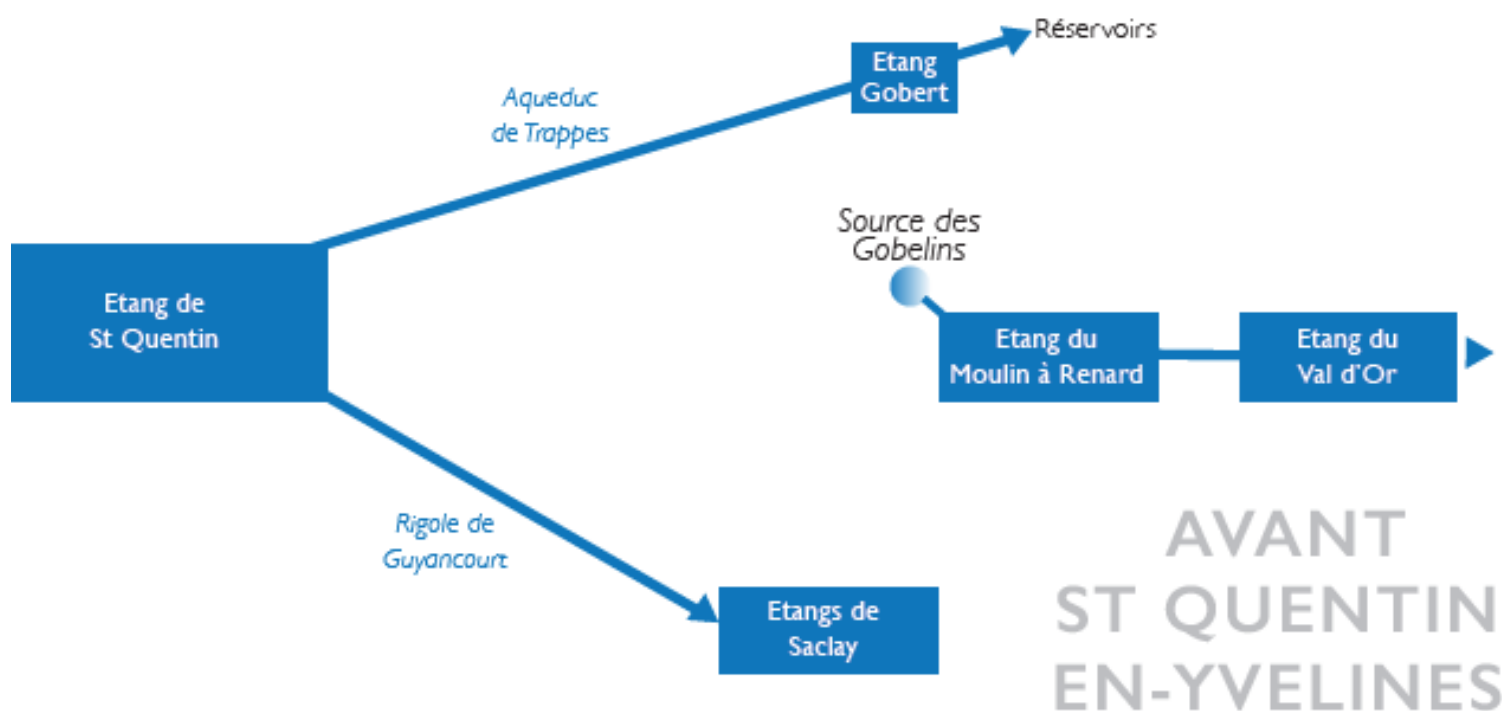 Réservoirs
Etang
Gobert
Aqueduc
de Trappes
Source des
Gobelins
Etang de
St Quentin
Etang du
Moulin à Renard
Etang du
Val d'Or
Rigole de
Guyancourt
Etangs de
Saclay
AVANT
ST QUENTIN
EN-YVELINES